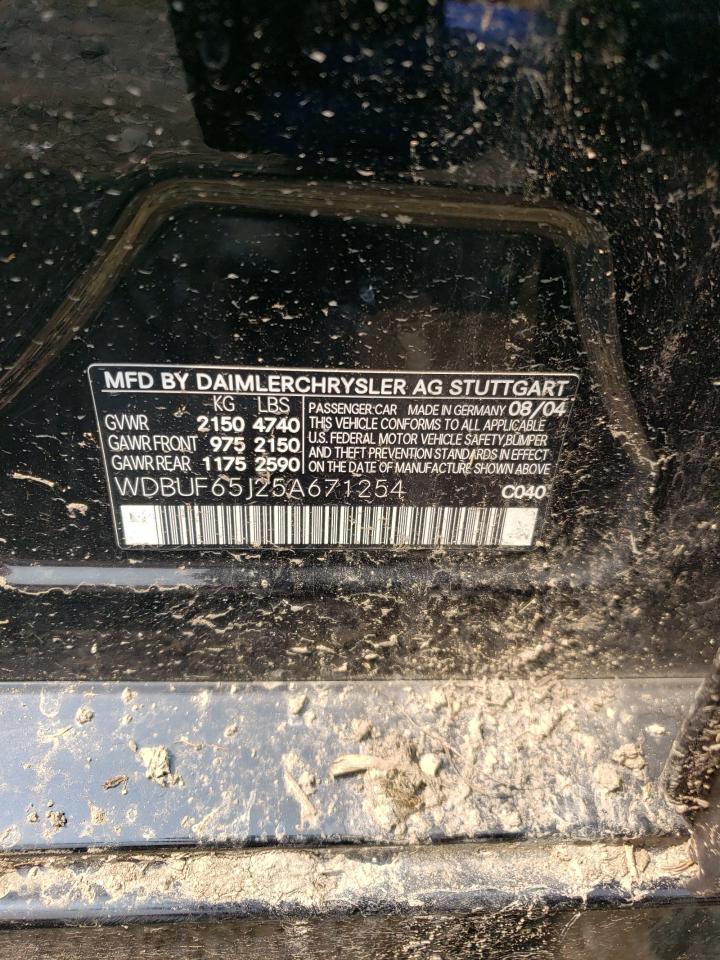 MFD BY DAIMLERCHRYSLER AG STUTTGART
KG LBS
GVWR 2150 4740
GAWR FRONT 975 2150
GAWR REAR 1175 2590
PASSENGER CAR MADE IN GERMANY 08/04
THIS VEHICLE CONFORMS TO ALL APPLICABLE
U.S. FEDERAL MOTOR VEHICLE SAFETY, BUMPER
AND THEFT PREVENTION STANDARDS IN EFFECT
ON THE DATE OF MANUFACTURE SHOWN ABOVE
WDBUF65J25A671254 C040